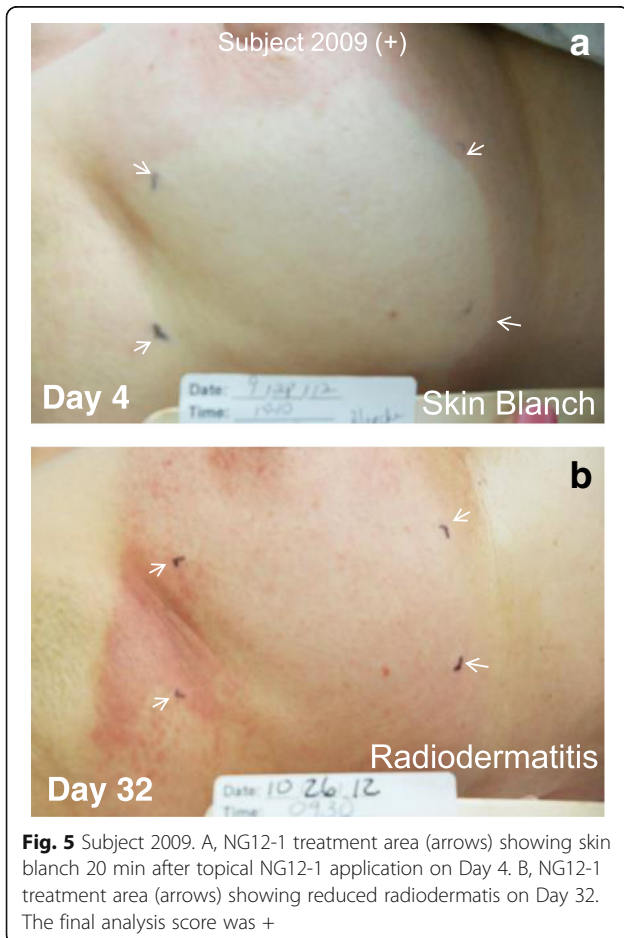 Subject 2009 (+)
a
Day 4
Date: 9/28/12
Time: 1010
Skin Blanch
b
Radiodermatitis
Day 32
Date: 10 26 12
Time: 0930
Fig. 5 Subject 2009. A, NG12-1 treatment area (arrows) showing skin
blanch 20 min after topical NG12-1 application on Day 4. B, NG12-1
treatment area (arrows) showing reduced radiodermatis on Day 32.
The final analysis score was +